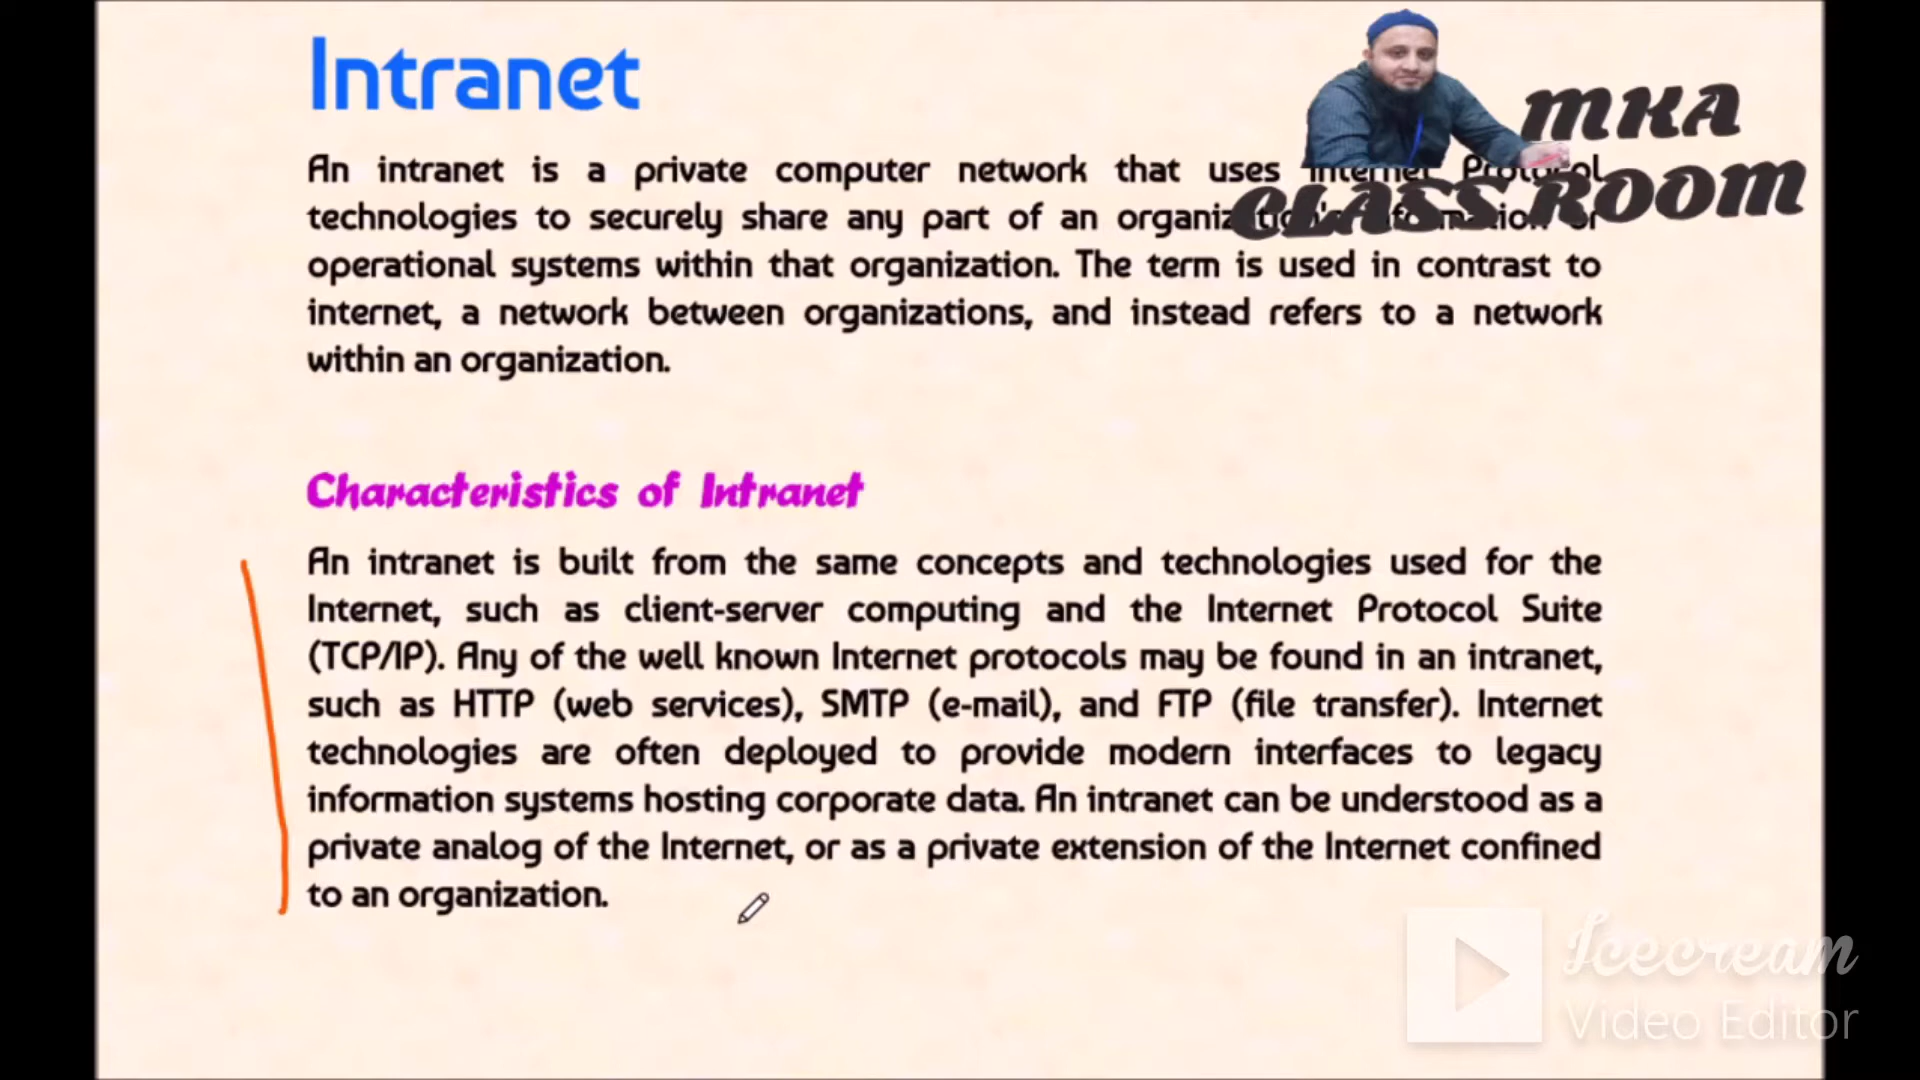 Intranet
MKA
CLASS ROOM
An intranet is a private computer network that uses Internet Protocol
technologies to securely share any part of an organization's information or
operational systems within that organization. The term is used in contrast to
internet, a network between organizations, and instead refers to a network
within an organization.
Characteristics of Intranet
An intranet is built from the same concepts and technologies used for the
Internet, such as client-server computing and the Internet Protocol Suite
(TCP/IP). Any of the well known Internet protocols may be found in an intranet,
such as HTTP (web services), SMTP (e-mail), and FTP (file transfer). Internet
technologies are often deployed to provide modern interfaces to legacy
information systems hosting corporate data. An intranet can be understood as a
private analog of the Internet, or as a private extension of the Internet confined
to an organization.
Icecream
Video Editor